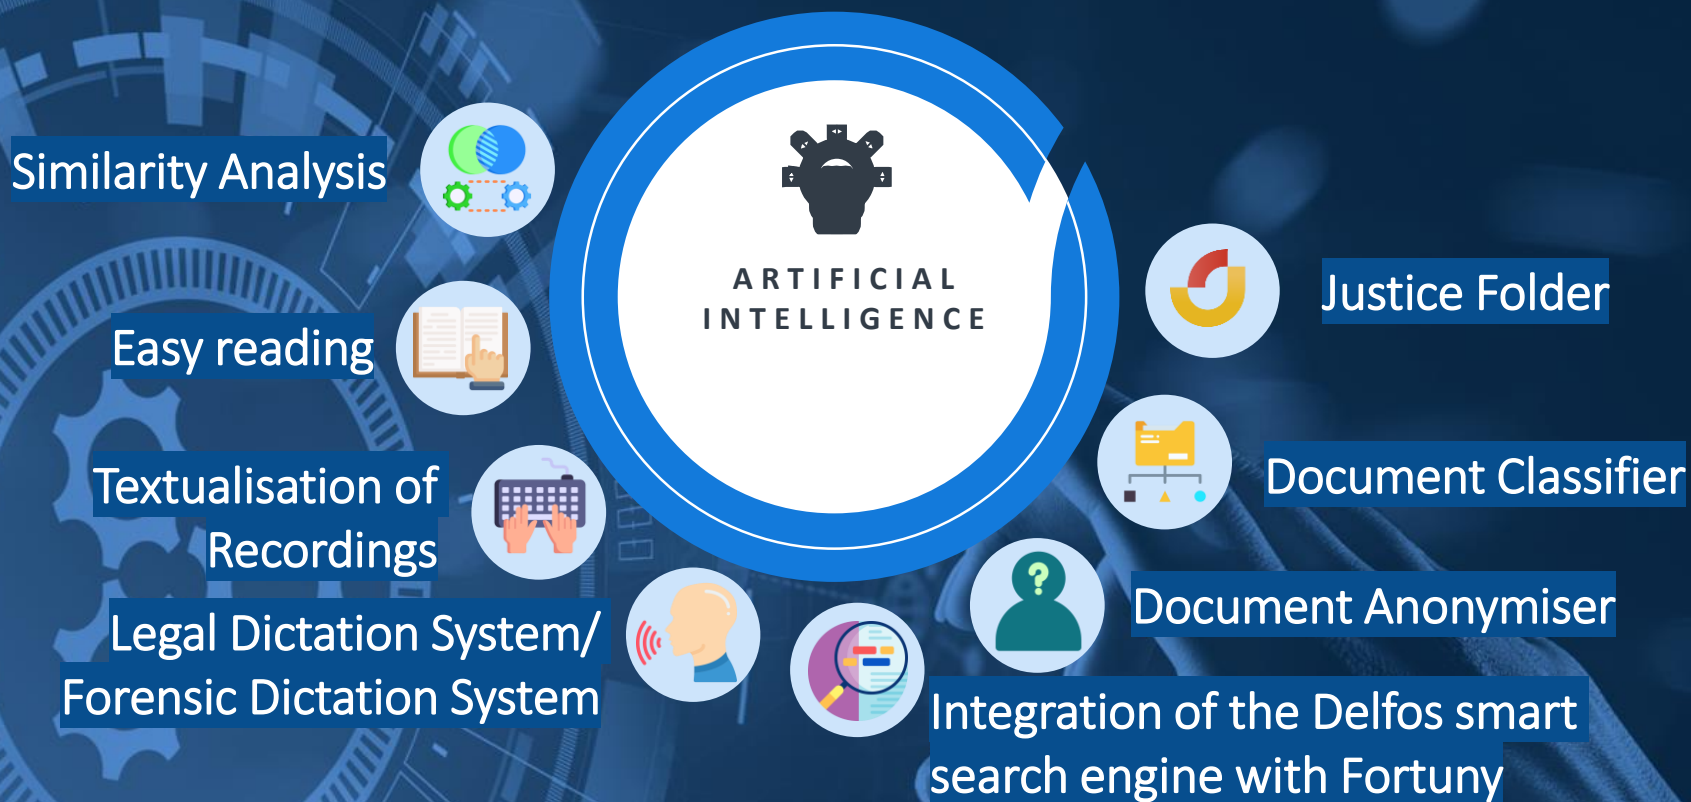 ARTIFICIAL
INTELLIGENCE
Similarity Analysis
Easy reading
Textualisation of
Recordings
Legal Dictation System/
Forensic Dictation System
Justice Folder
Document Classifier
?
Document Anonymiser
Integration of the Delfos smart
search engine with Fortuny